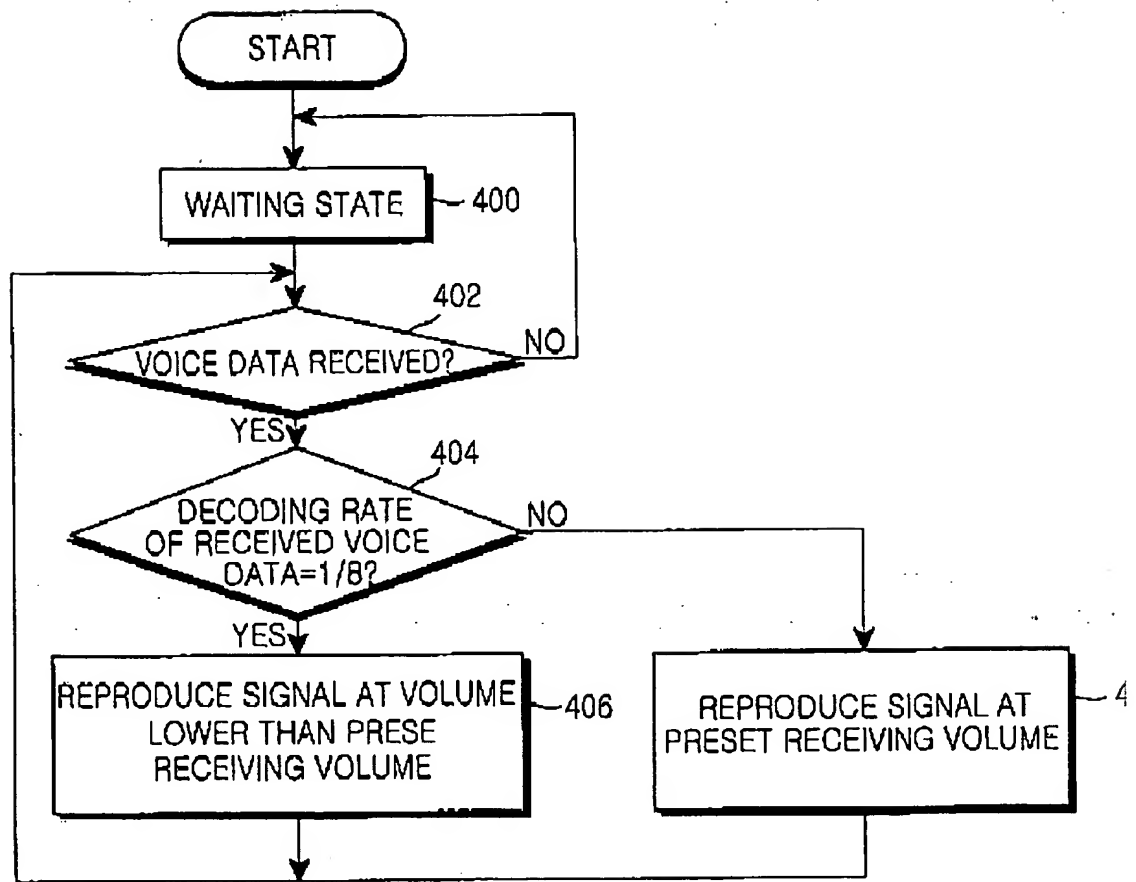 START
WAITING STATE
400
402
VOICE DATA RECEIVED?
NO
YES
404
DECODING RATE
OF RECEIVED VOICE
DATA=1/8?
NO
YES
REPRODUCE SIGNAL AT VOLUME
LOWER THAN PRESE
RECEIVING VOLUME
406
REPRODUCE SIGNAL AT
PRESET RECEIVING VOLUME
4